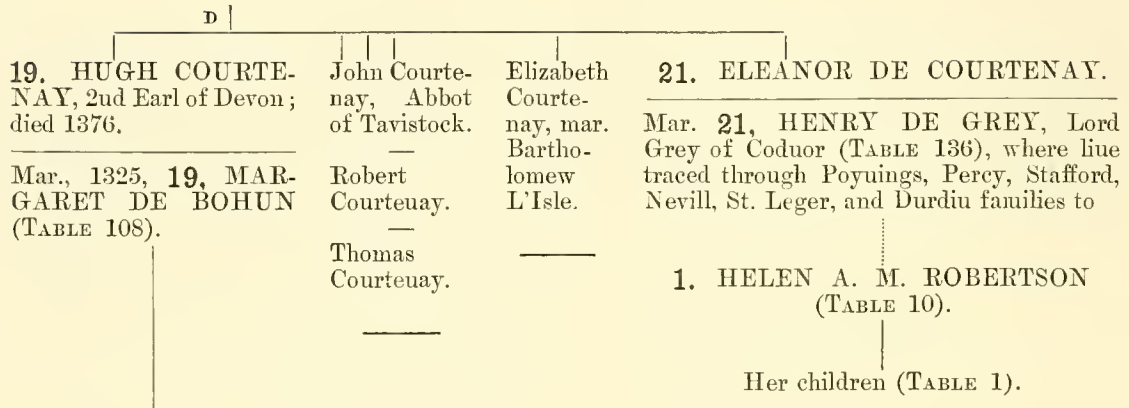 D
19. HUGH COURTE-
NAY, 2ud Earl of Devon;
died 1376.
Mar., 1325, 19, MAR-
GARET DE BOHUN
(TABLE 108).
John Courte-
nay, Abbot
of Tavistock.
—
Robert
Courteuay.
—
Thomas
Courteuay.
Elizabeth
Courte-
nay, mar.
Bartho-
lomew
L'Isle.
21. ELEANOR DE COURTENAY.
Mar. 21, HENRY DE GREY, Lord
Grey of Coduor (TABLE 136), where liue
traced through Poyuings, Percy, Stafford,
Nevill, St. Leger, and Durdiu families to
1. HELEN A. M. ROBERTSON
(TABLE 10).
Her children (TABLE 1).